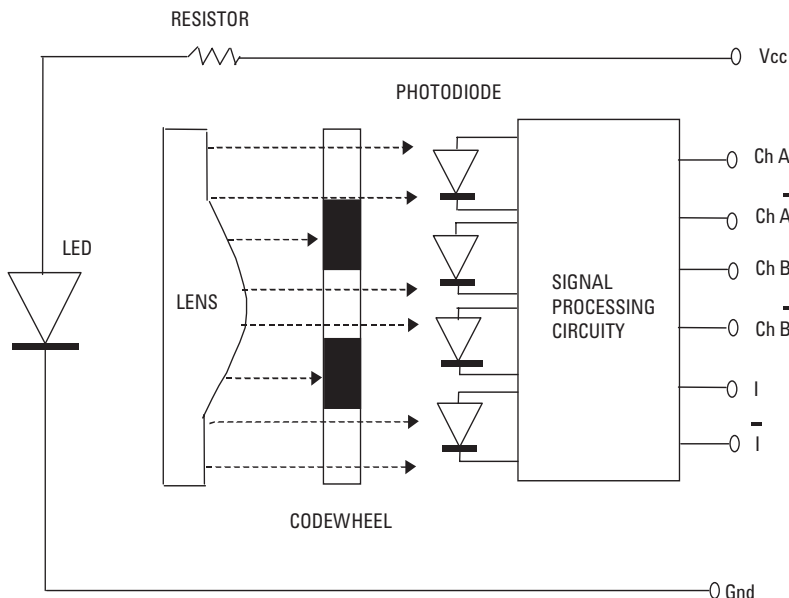 RESISTOR
Vcc
PHOTODIODE
Ch A
Ch A̅
LED
Ch B
LENS
SIGNAL
PROCESSING
CIRCUITY
Ch B̅
I
I̅
CODEWHEEL
Gnd